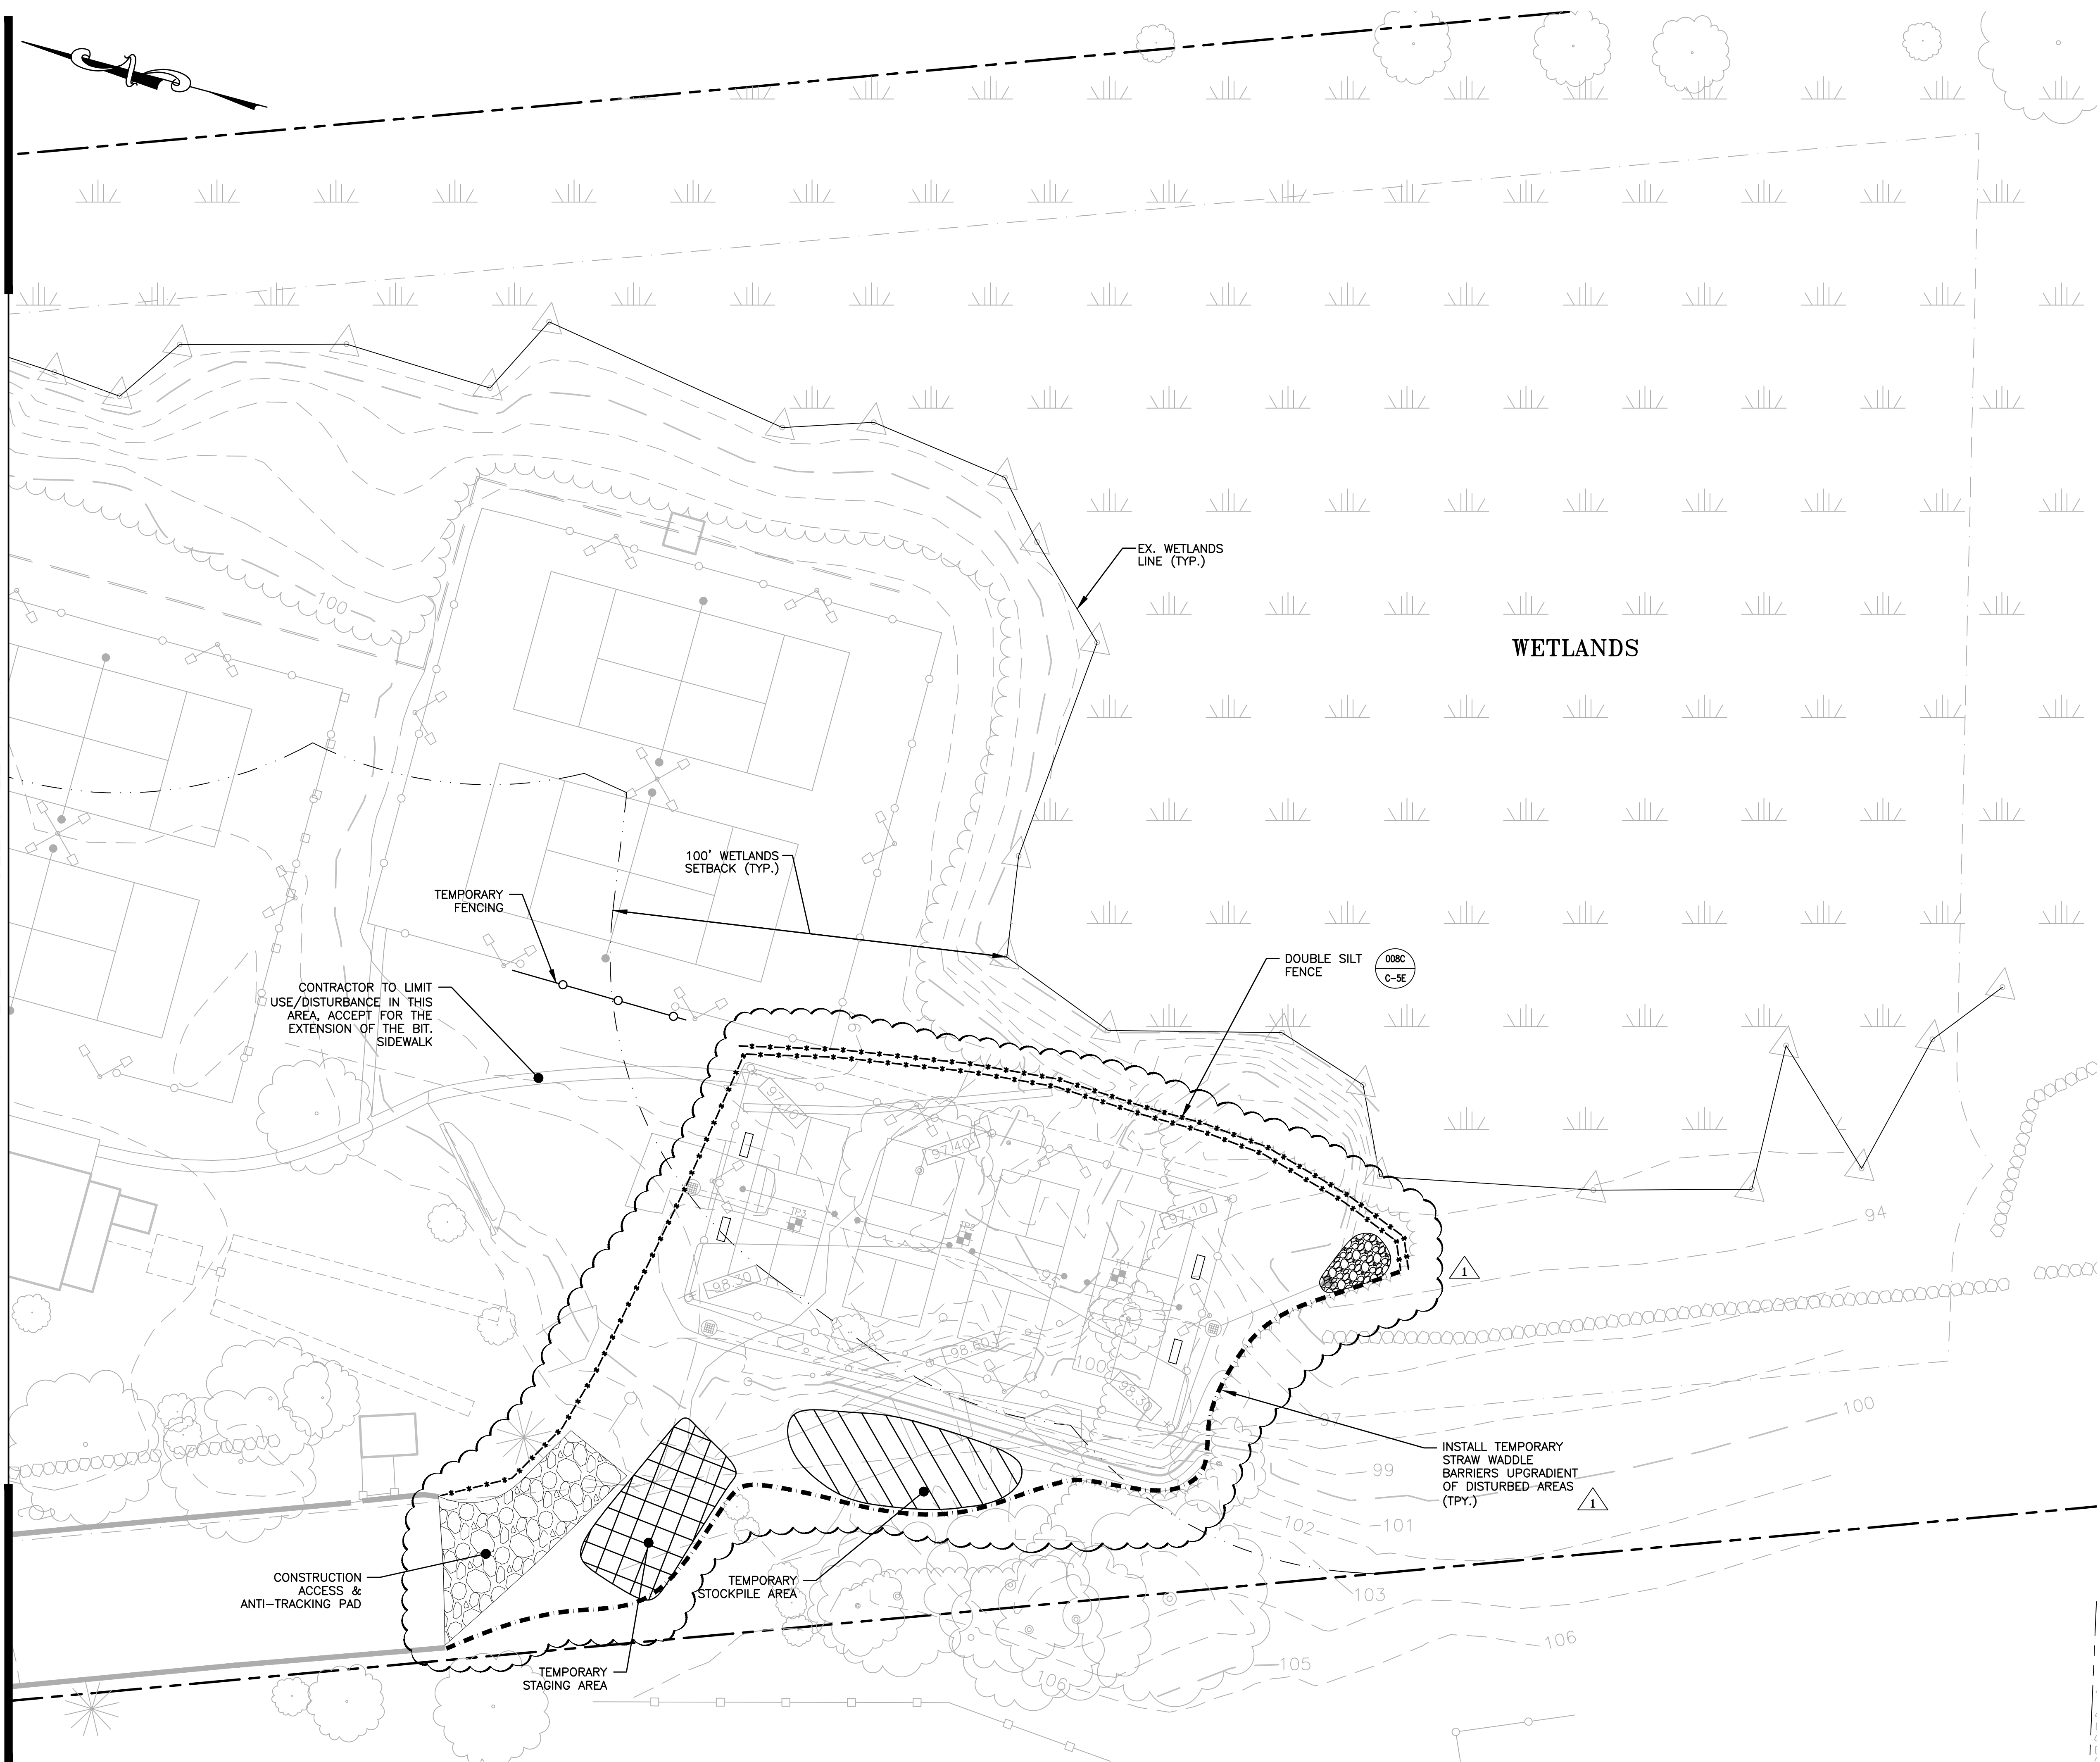 N
EX. WETLANDS
LINE (TYP.)
100
WETLANDS
100' WETLANDS
SETBACK (TYP.)
TEMPORARY
FENCING
DOUBLE SILT
FENCE
008C
C-5E
CONTRACTOR TO LIMIT
USE/DISTURBANCE IN THIS
AREA, ACCEPT FOR THE
EXTENSION OF THE BIT.
SIDEWALK
97.40
97.10
TP3
TP2
94
98.30
1
98.60
100
98.30
97
100
INSTALL TEMPORARY
STRAW WADDLE
BARRIERS UPGRADIENT
OF DISTURBED AREAS
(TPY.)
1
99
102
101
CONSTRUCTION
ACCESS &
ANTI-TRACKING PAD
TEMPORARY
STOCKPILE AREA
103
106
TEMPORARY
STAGING AREA
105
106